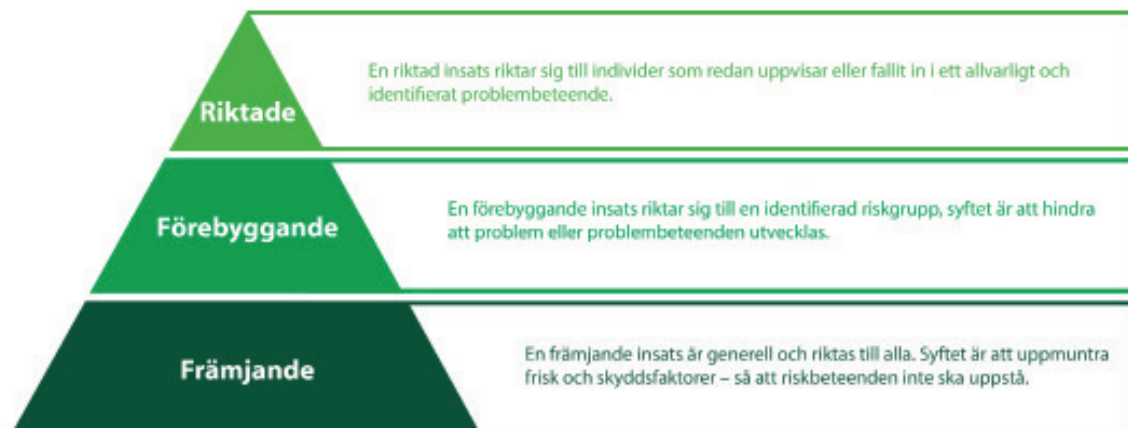 Riktade
En riktad insats riktar sig till individer som redan uppvisar eller fallit in i ett allvarligt och
identifierat problembeteende.
Förebyggande
En förebyggande insats riktar sig till en identifierad riskgrupp, syftet är att hindra
att problem eller problembeteenden utvecklas.
Främjande
En främjande insats är generell och riktas till alla. Syftet är att uppmuntra
frisk och skyddsfaktorer – så att riskbeteenden inte ska uppstå.